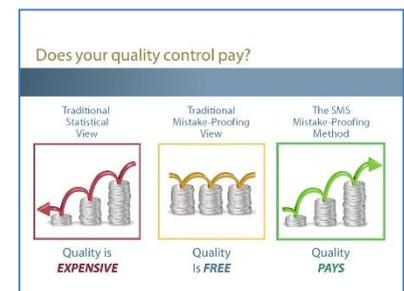 Does your quality control pay?
Traditional
Statistical
View
Traditional
Mistake-Proofing
View
The SMS
Mistake-Proofing
Method
Quality is
EXPENSIVE
Quality
Is FREE
Quality
PAYS